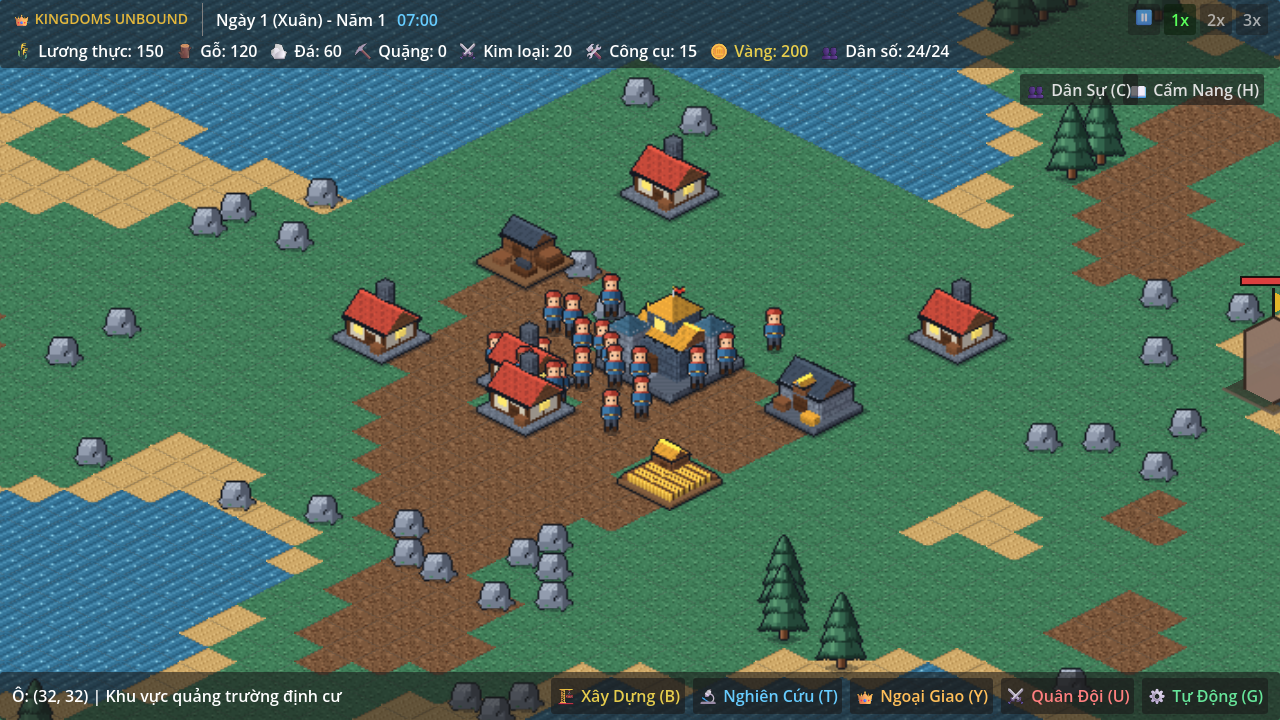 KINGDOMS UNBOUND Ngày 1 (Xuân) - Năm 1 07:00 1x 2x 3x
Lương thực: 150 Gỗ: 120 Đá: 60 Quặng: 0 Kim loại: 20 Công cụ: 15 Vàng: 200 Dân số: 24/24
Dân Sự (C) Cẩm Nang (H)
Ô: (32, 32) | Khu vực quảng trường định cư Xây Dựng (B) Nghiên Cứu (T) Ngoại Giao (Y) Quân Đội (U) Tự Động (G)